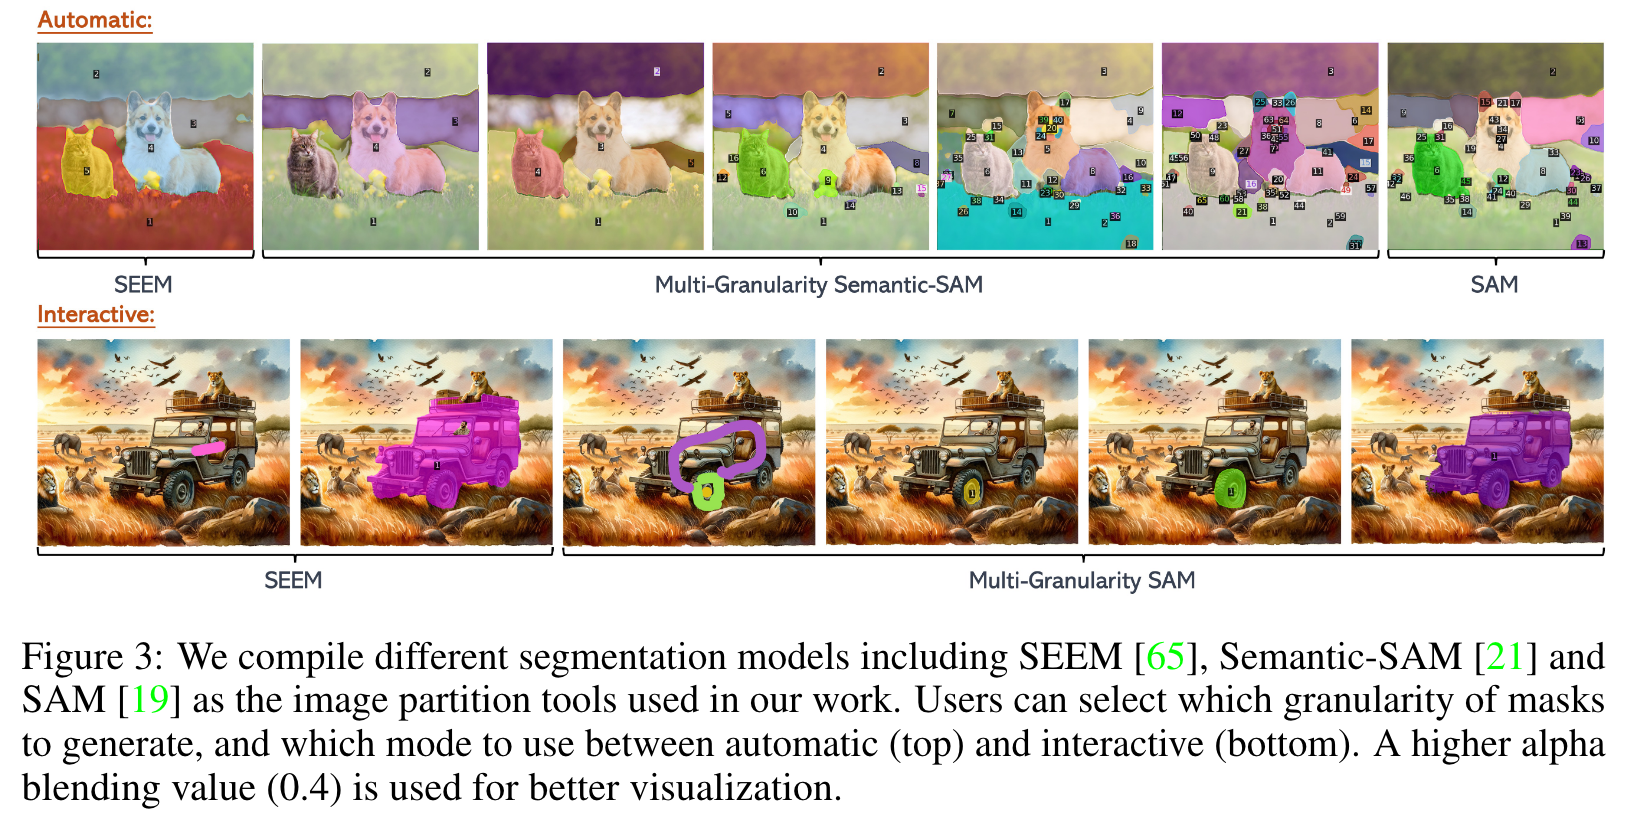 Automatic:
SEEM
Multi-Granularity Semantic-SAM
SAM
Interactive:
SEEM
Multi-Granularity SAM
Figure 3: We compile different segmentation models including SEEM [65], Semantic-SAM [21] and
SAM [19] as the image partition tools used in our work. Users can select which granularity of masks
to generate, and which mode to use between automatic (top) and interactive (bottom). A higher alpha
blending value (0.4) is used for better visualization.